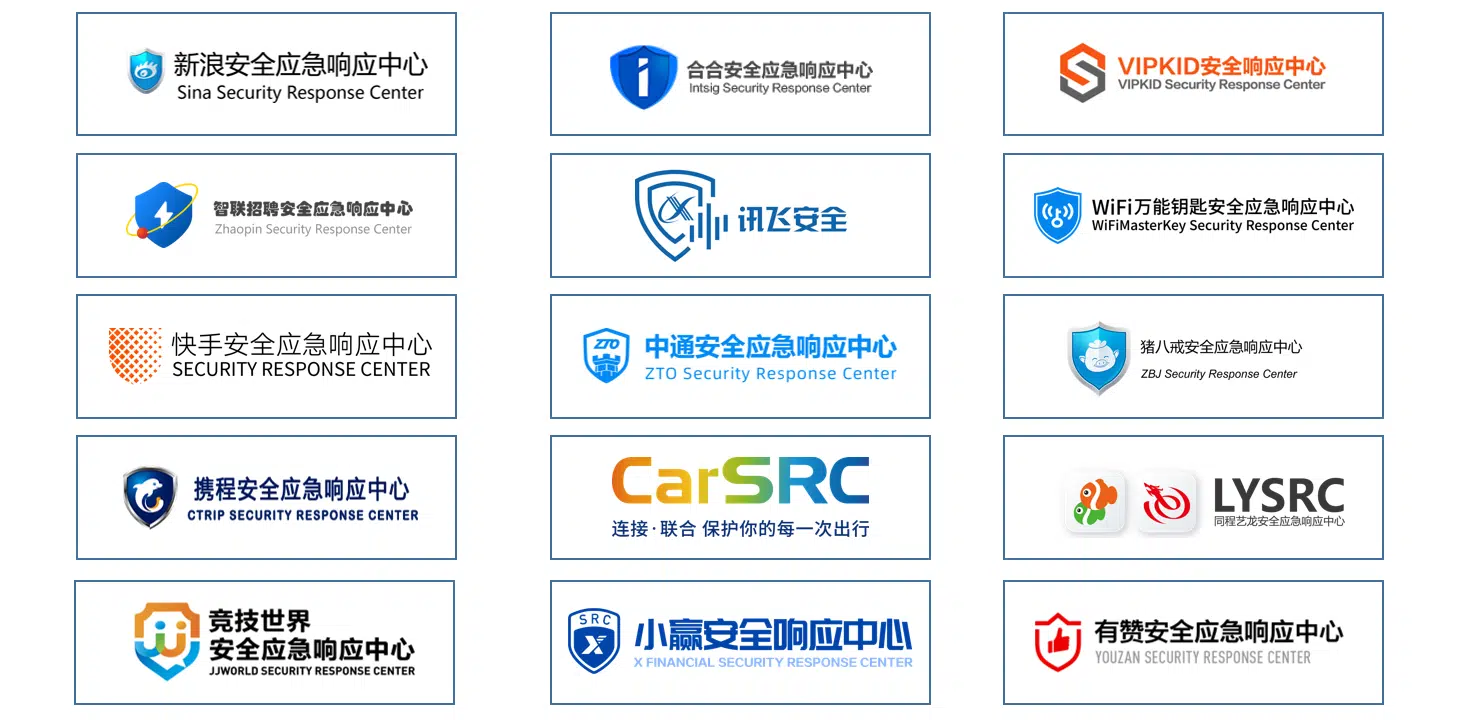 新浪安全应急响应中心
Sina Security Response Center
合合安全应急响应中心
Intsig Security Response Center
VIPKID安全响应中心
VIPKID Security Response Center
智联招聘安全应急响应中心
Zhaopin Security Response Center
讯飞安全
WiFi万能钥匙安全应急响应中心
WiFiMasterKey Security Response Center
快手安全应急响应中心
SECURITY RESPONSE CENTER
ZTO
中通安全应急响应中心
ZTO Security Response Center
猪八戒安全应急响应中心
ZBJ Security Response Center
携程安全应急响应中心
CTRIP SECURITY RESPONSE CENTER
CarSRC
连接·联合 保护你的每一次出行
LYSRC
同程艺龙安全应急响应中心
竞技世界
安全应急响应中心
JJWORLD SECURITY RESPONSE CENTER
SRC
X
小赢安全响应中心
X FINANCIAL SECURITY RESPONSE CENTER
有赞安全应急响应中心
YOUZAN SECURITY RESPONSE CENTER